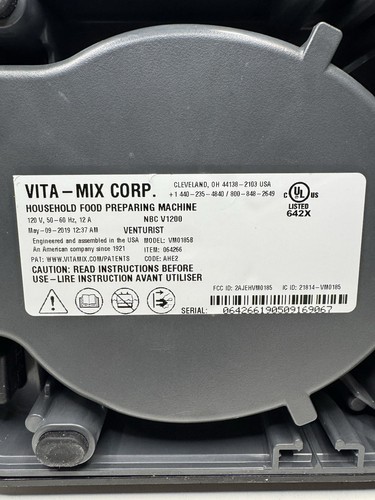 VITA-MIX CORP.
CLEVELAND, OH 44138-2103 USA
+1 440-235-4840 / 800-848-2649
HOUSEHOLD FOOD PREPARING MACHINE
120 V, 50-60 Hz, 12 A NBC V1200
May-09-2019 12:37 AM VENTURIST
Engineered and assembled in the USA MODEL: VM0185B
An American company since 1921 ITEM: 064266
PAT: WWW.VITAMIX.COM/PATENTS CODE: AHE2
CAUTION: READ INSTRUCTIONS BEFORE
USE-LIRE INSTRUCTION AVANT UTILISER
C UL US
LISTED
642X
FCC ID: 2AJEHVM0185 IC ID: 21814-VM0185
SERIAL: 064266190509169067